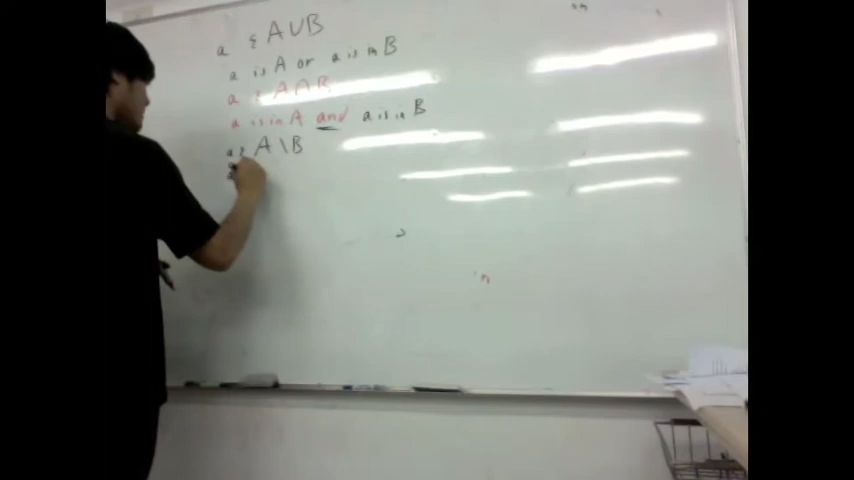 a ε A∪B
a is A or a is in B
a ε A∩B
a is in A and a is in B
a ε A \ B